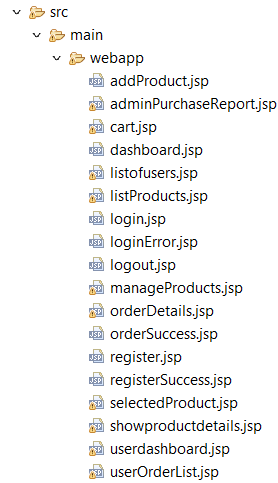 src
main
webapp
addProduct.jsp
adminPurchaseReport.jsp
cart.jsp
dashboard.jsp
listofusers.jsp
listProducts.jsp
login.jsp
loginError.jsp
logout.jsp
manageProducts.jsp
orderDetails.jsp
orderSuccess.jsp
register.jsp
registerSuccess.jsp
selectedProduct.jsp
showproductdetails.jsp
userdashboard.jsp
userOrderList.jsp